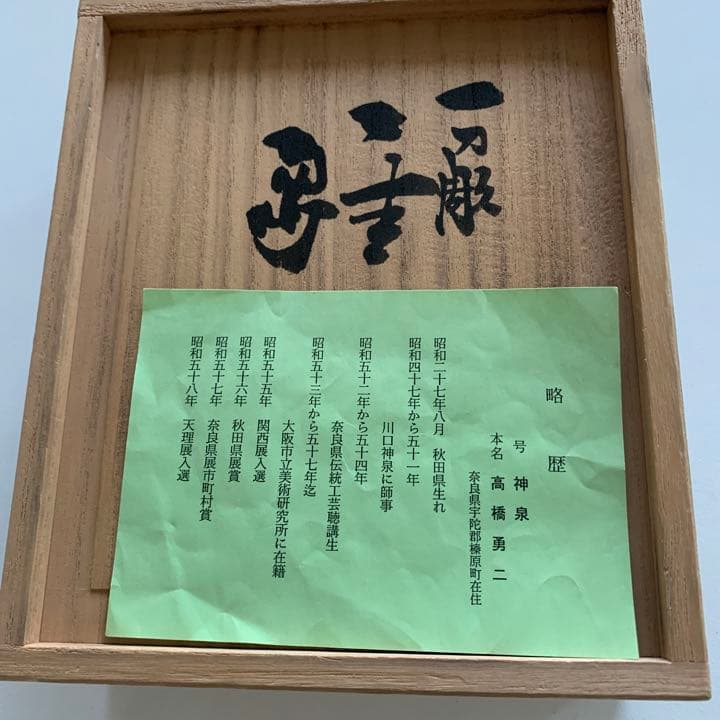 一刀彫
略歴
号 神泉
本名 高橋勇二
奈良県宇陀郡榛原町在住
昭和二十七年八月 秋田県生れ
昭和四十七年から五十一年
川口神泉に師事
昭和五十二年から五十四年
奈良県伝統工芸聴講生
昭和五十三年から五十七年迄
大阪市立美術研究所に在籍
昭和五十五年 関西展入選
昭和五十六年 秋田県展賞
昭和五十七年 奈良県展市町村賞
昭和五十八年 天理展入選